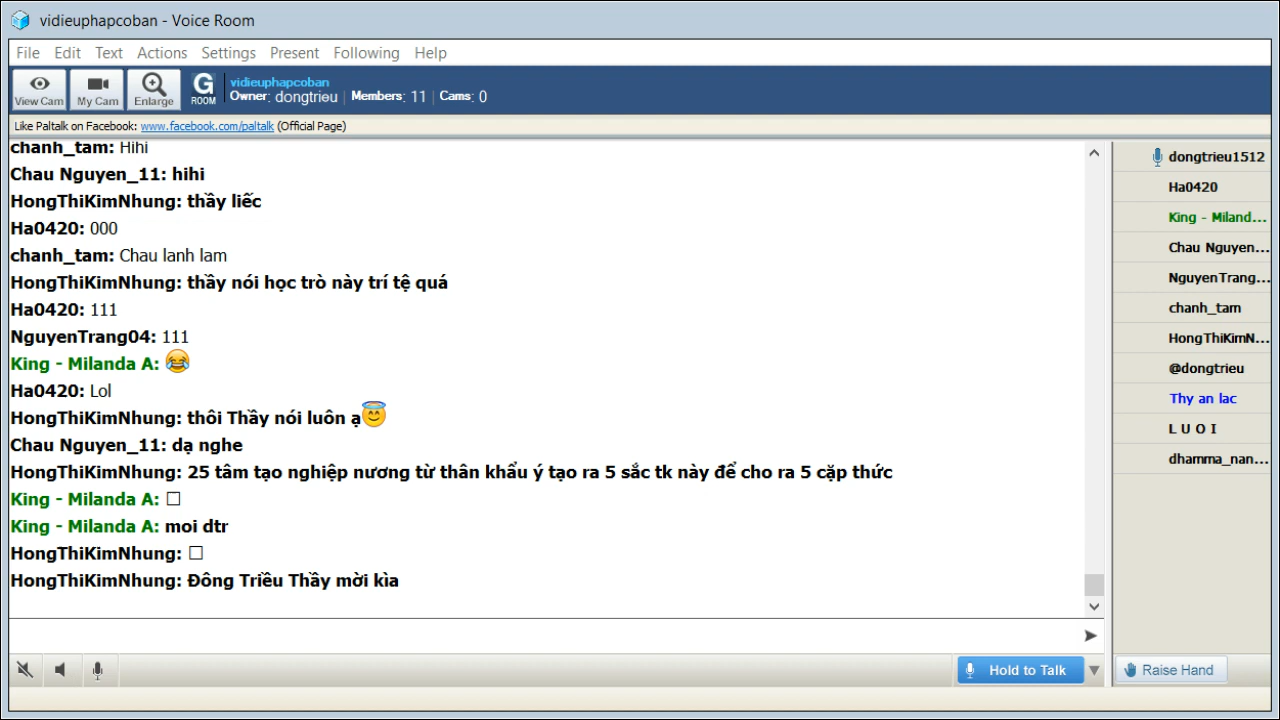 vidieuphapcoban - Voice Room
File Edit Text Actions Settings Present Following Help
View Cam
My Cam
Enlarge
G
ROOM
vidieuphapcoban
Owner: dongtrieu | Members: 11 | Cams: 0
Like Paltalk on Facebook: www.facebook.com/paltalk (Official Page)
chanh_tam: Hihi
Chau Nguyen_11: hihi
HongThiKimNhung: thầy liếc
Ha0420: 000
chanh_tam: Chau lanh lam
HongThiKimNhung: thầy nói học trò này trí tệ quá
Ha0420: 111
NguyenTrang04: 111
King - Milanda A: 😂
Ha0420: Lol
HongThiKimNhung: thôi Thầy nói luôn ạ😇
Chau Nguyen_11: dạ nghe
HongThiKimNhung: 25 tâm tạo nghiệp nương từ thân khẩu ý tạo ra 5 sắc tk này để cho ra 5 cặp thức
King - Milanda A: □
King - Milanda A: moi dtr
HongThiKimNhung: □
HongThiKimNhung: Đông Triều Thầy mời kìa
dongtrieu1512
Ha0420
King - Miland...
Chau Nguyen...
NguyenTrang...
chanh_tam
HongThiKimN...
@dongtrieu
Thy an lac
L U O I
dhamma_nan...
Hold to Talk
Raise Hand